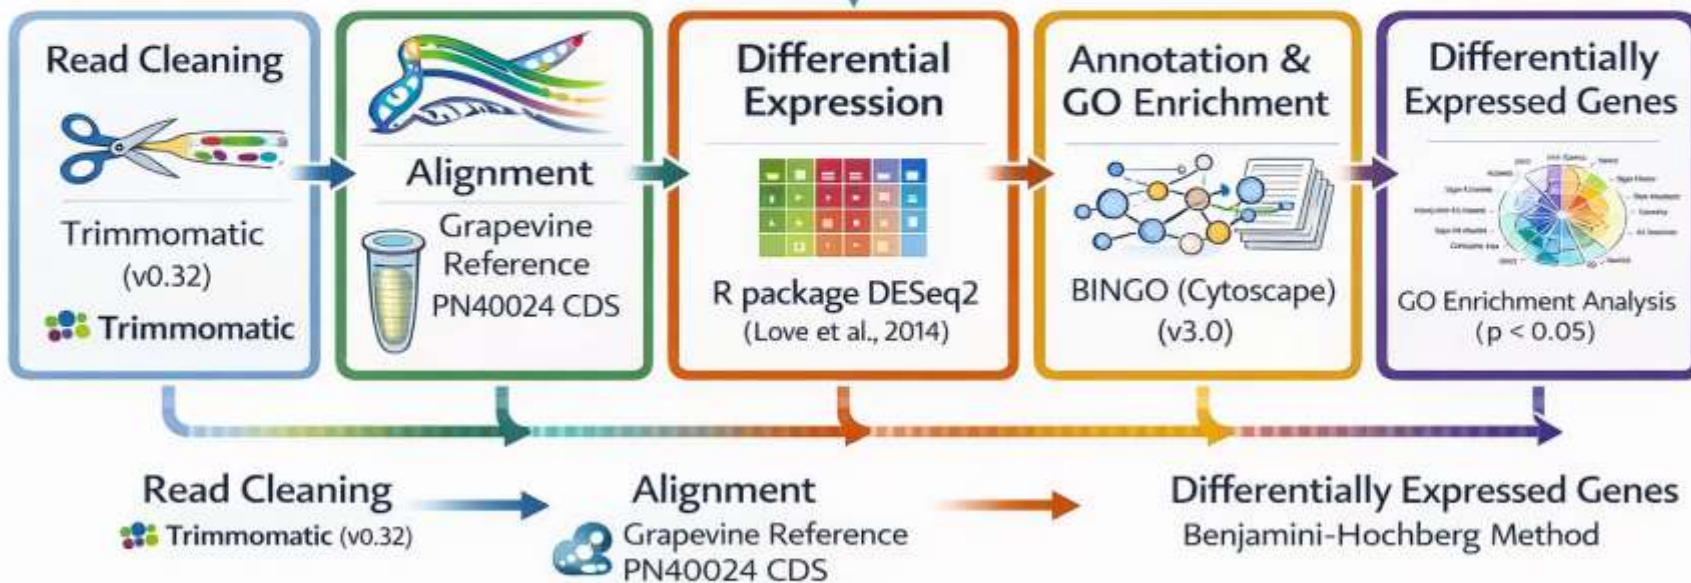 Read Cleaning
Trimmomatic
(v0.32)
Trimmomatic
Alignment
Grapevine
Reference
PN40024 CDS
Differential
Expression
R package DESeq2
(Love et al., 2014)
Annotation &
GO Enrichment
BINGO (Cytoscape)
(v3.0)
Differentially
Expressed Genes
GO Enrichment Analysis
(p < 0.05)
Read Cleaning
Trimmomatic (v0.32)
Alignment
Grapevine Reference
PN40024 CDS
Differentially Expressed Genes
Benjamini-Hochberg Method